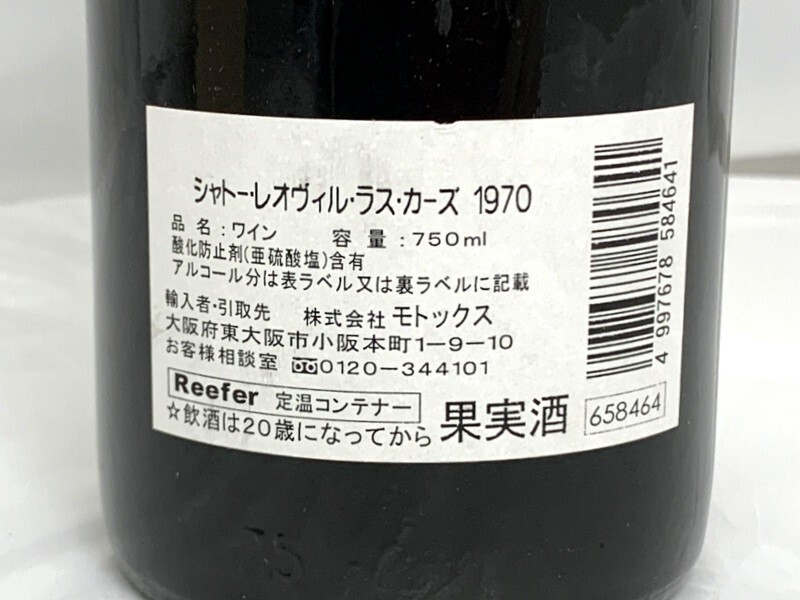 シャトー・レオヴィル・ラス・カーズ 1970
品 名 : ワイン 容 量 : 750ml
酸化防止剤(亜硫酸塩)含有
アルコール分は表ラベル又は裏ラベルに記載
輸入者・引取先 株式会社 モトックス
大阪府東大阪市小阪本町1-9-10
お客様相談室 0120-344101
Reefer 定温コンテナー
☆飲酒は20歳になってから 果実酒
658464
4 997678 584641